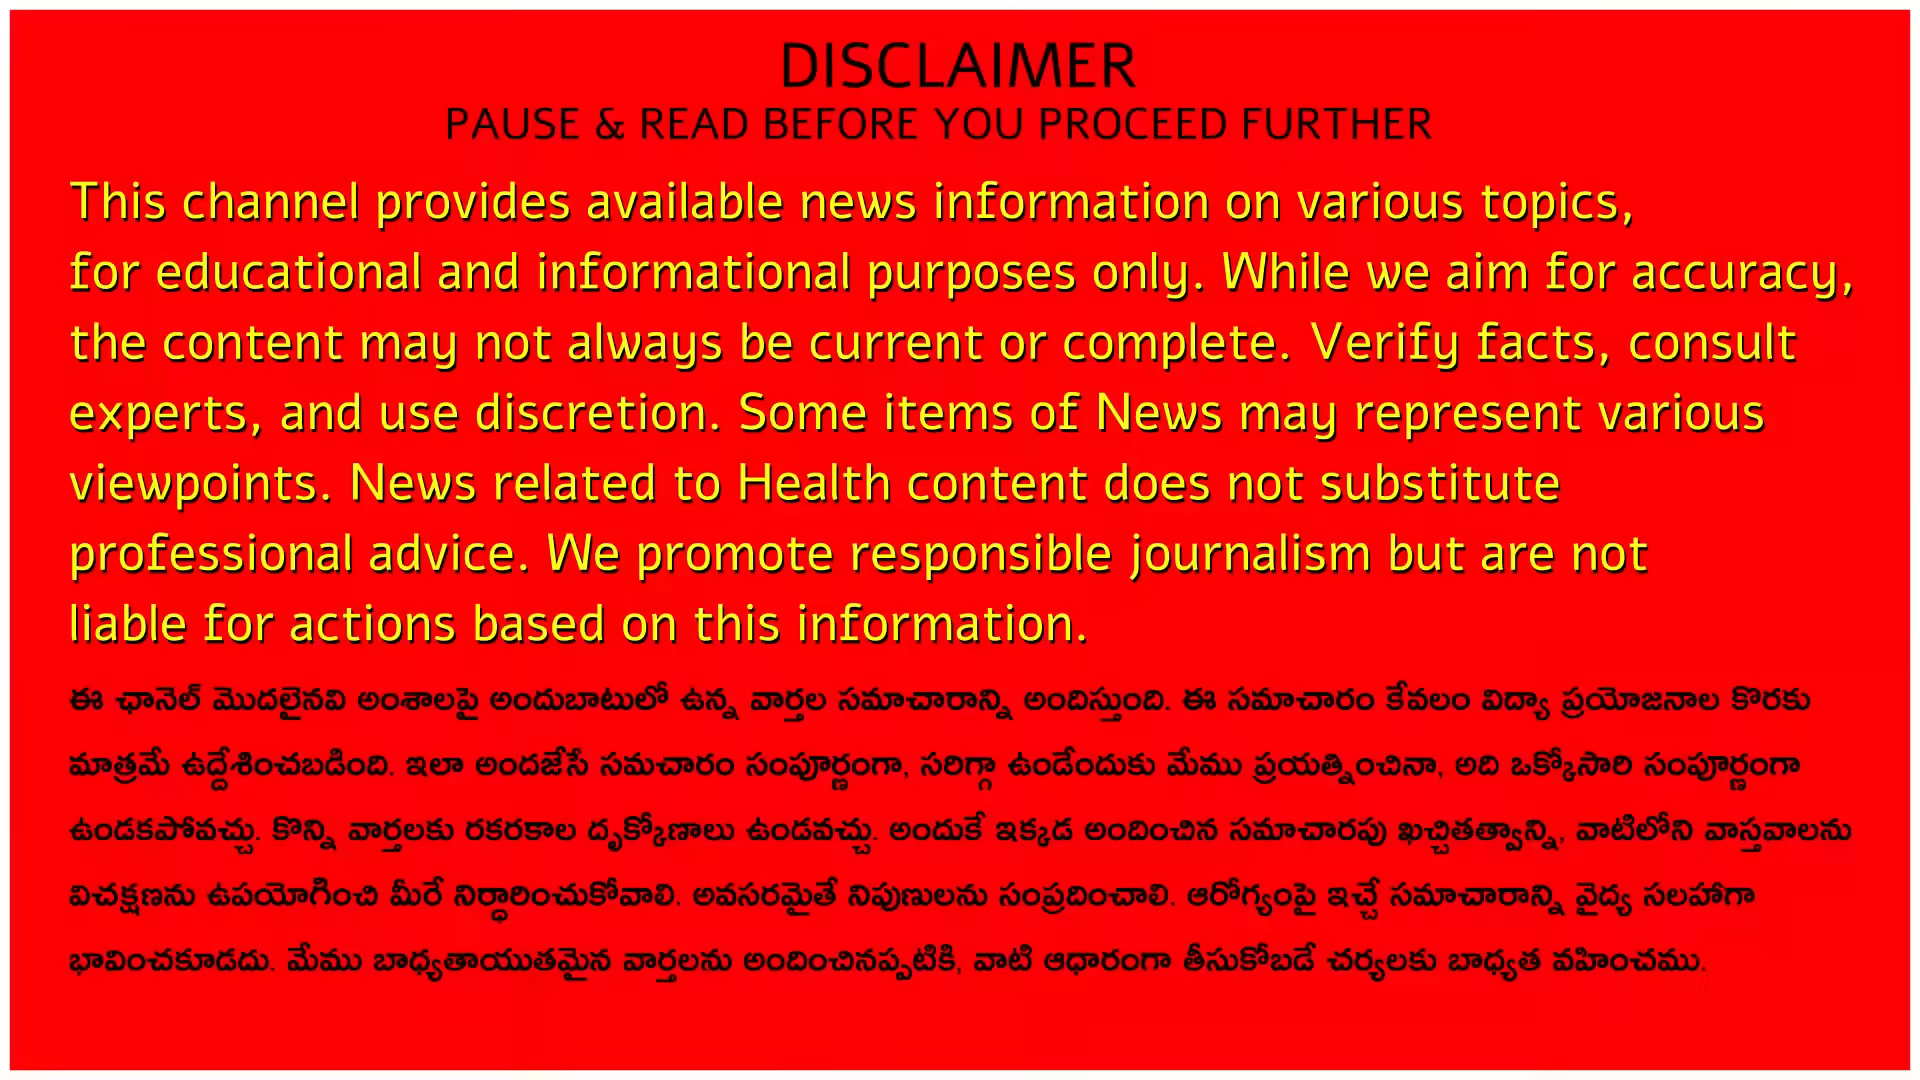 DISCLAIMER
PAUSE & READ BEFORE YOU PROCEED FURTHER
This channel provides available news information on various topics,
for educational and informational purposes only. While we aim for accuracy,
the content may not always be current or complete. Verify facts, consult
experts, and use discretion. Some items of News may represent various
viewpoints. News related to Health content does not substitute
professional advice. We promote responsible journalism but are not
liable for actions based on this information.
ఈ ఛానెల్ మొదలైనవి అంశాలపై అందుబాటులో ఉన్న వార్తల సమాచారాన్ని అందిస్తుంది. ఈ సమాచారం కేవలం విద్యా ప్రయోజనాల కొరకు
మాత్రమే ఉద్దేశించబడింది. ఇలా అందజేసే సమచారం సంపూర్ణంగా, సరిగ్గా ఉండేందుకు మేము ప్రయత్నించినా, అది ఒక్కోసారి సంపూర్ణంగా
ఉండకపోవచ్చు. కొన్ని వార్తలకు రకరకాల దృక్కోణాలు ఉండవచ్చు. అందుకే ఇక్కడ అందించిన సమాచారపు ఖచ్చితత్వాన్ని, వాటిలోని వాస్తవాలను
విచక్షణను ఉపయోగించి మీరే నిర్ధారించుకోవాలి. అవసరమైతే నిపుణులను సంప్రదించాలి. ఆరోగ్యంపై ఇచ్చే సమాచారాన్ని వైద్య సలహాగా
భావించకూడదు. మేము బాధ్యతాయుతమైన వార్తలను అందించినప్పటికి, వాటి ఆధారంగా తీసుకోబడే చర్యలకు బాధ్యత వహించము.